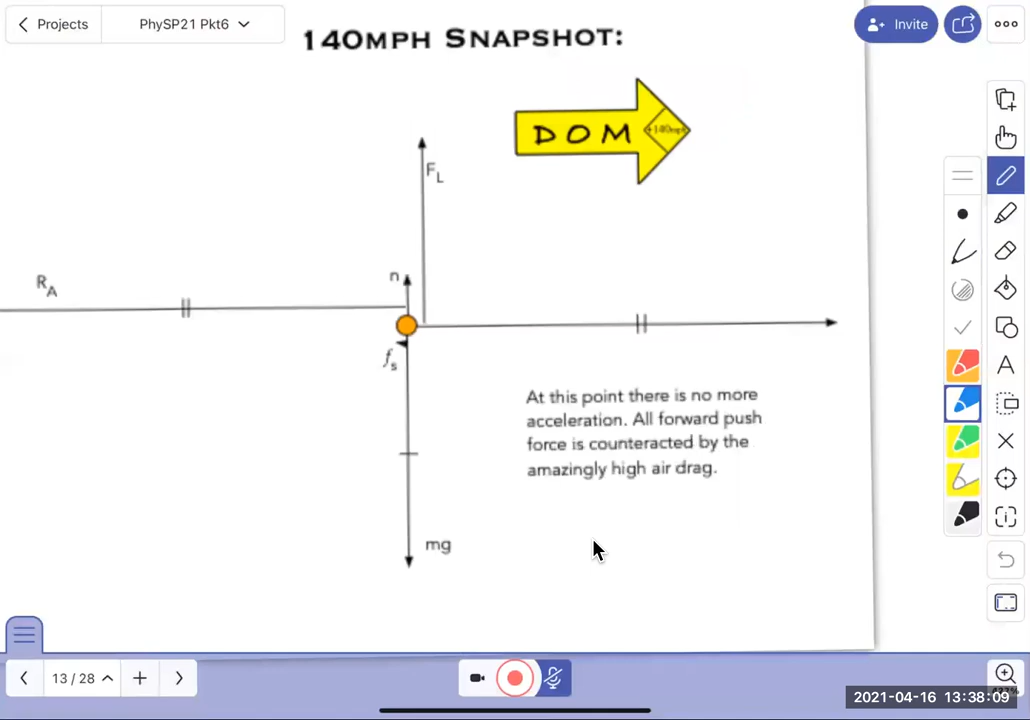 Projects
PhySP21 Pkt6
140MPH SNAPSHOT:
Invite
DOM
+140mph
FL
n
RA
fs
At this point there is no more
acceleration. All forward push
force is counteracted by the
amazingly high air drag.
mg
A
13 / 28
2021-04-16 13:38:09